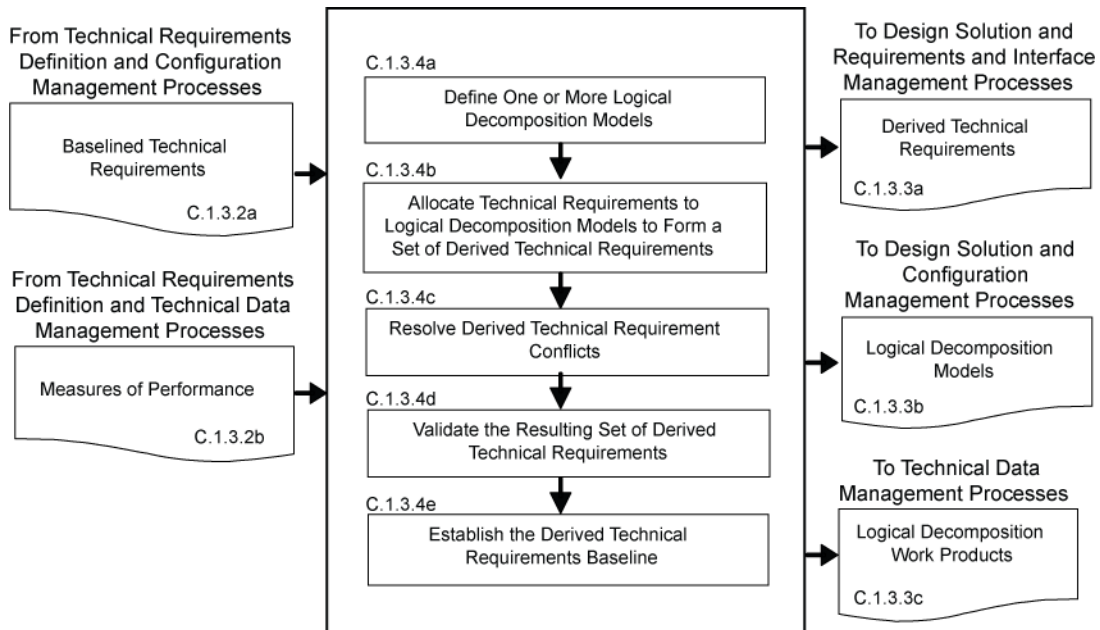 From Technical Requirements
Definition and Configuration
Management Processes
Baselined Technical
Requirements
C.1.3.2a
From Technical Requirements
Definition and Technical Data
Management Processes
Measures of Performance
C.1.3.2b
C.1.3.4a
Define One or More Logical
Decomposition Models
C.1.3.4b
Allocate Technical Requirements to
Logical Decomposition Models to Form a
Set of Derived Technical Requirements
C.1.3.4c
Resolve Derived Technical Requirement
Conflicts
C.1.3.4d
Validate the Resulting Set of Derived
Technical Requirements
C.1.3.4e
Establish the Derived Technical
Requirements Baseline
To Design Solution and
Requirements and Interface
Management Processes
Derived Technical
Requirements
C.1.3.3a
To Design Solution and
Configuration
Management Processes
Logical Decomposition
Models
C.1.3.3b
To Technical Data
Management Processes
Logical Decomposition
Work Products
C.1.3.3c